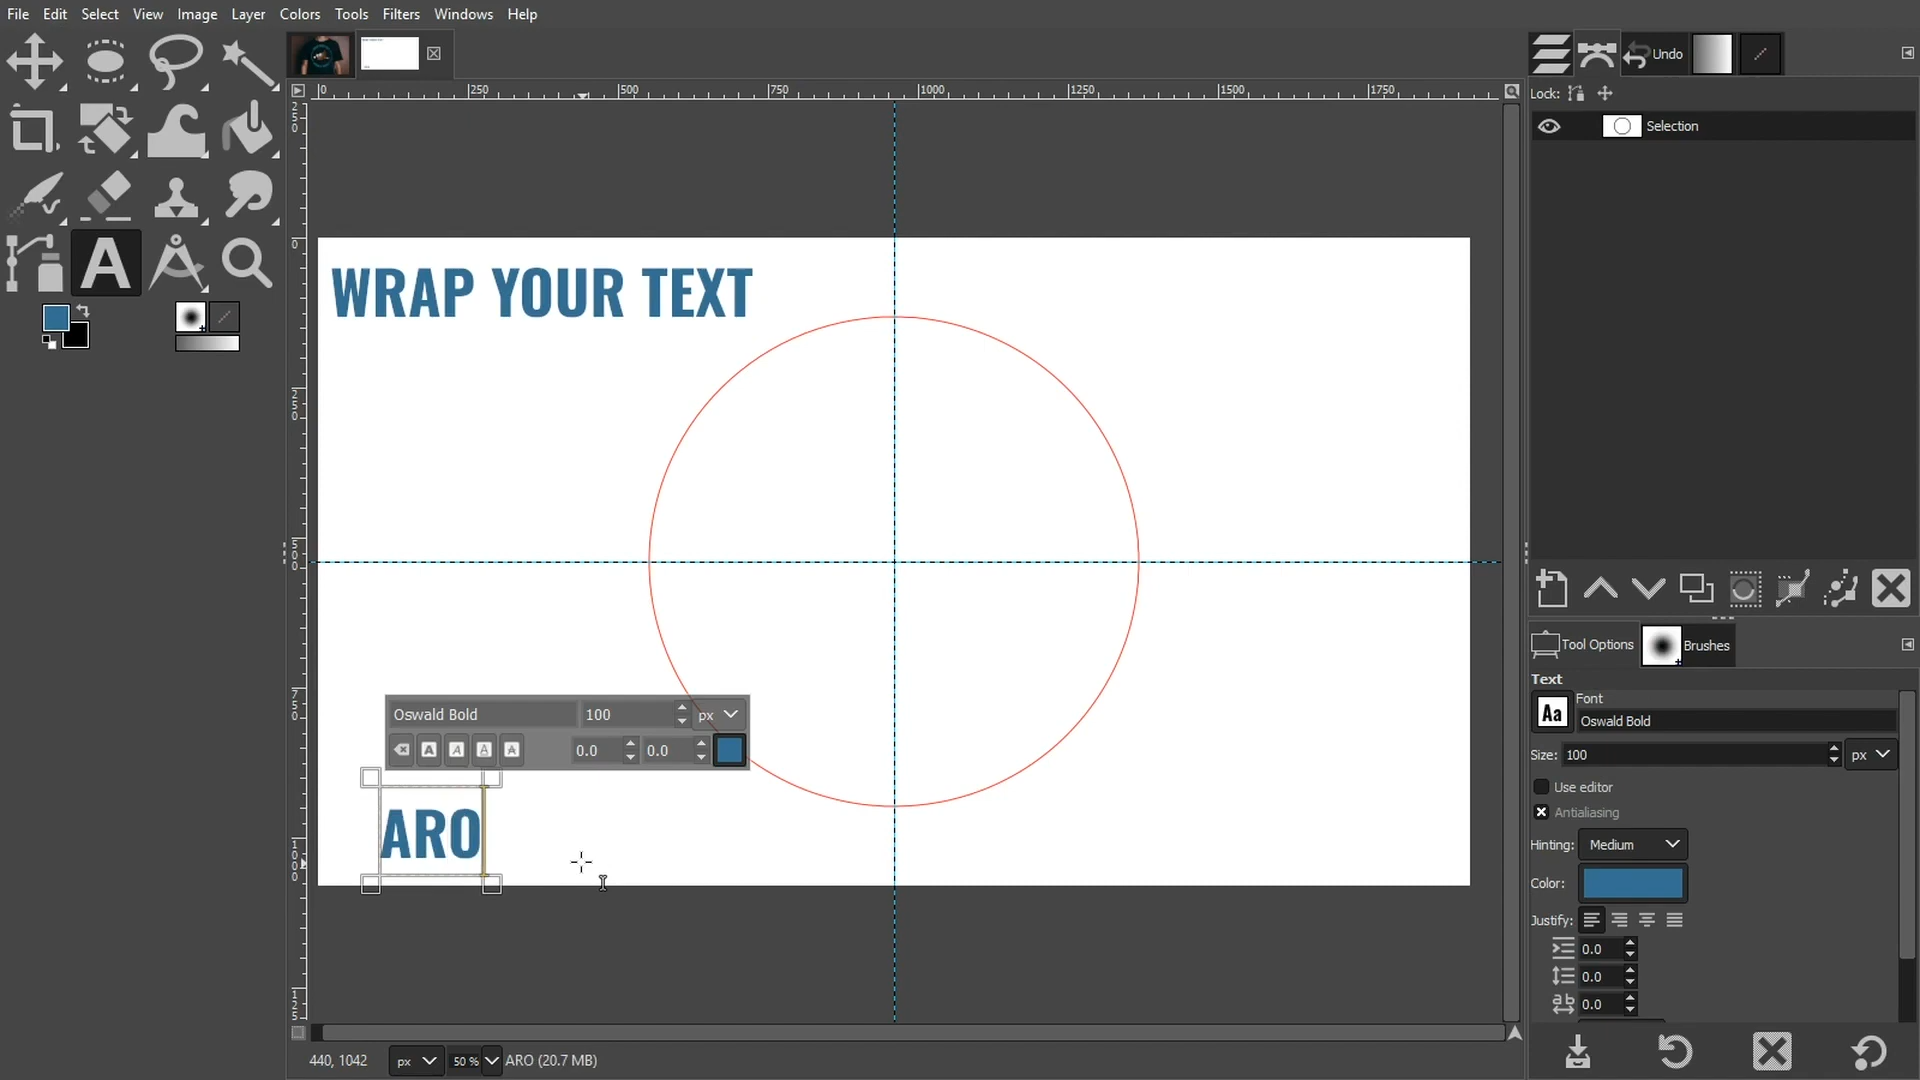 File Edit Select View Image Layer Colors Tools Filters Windows Help
Undo
0 250 500 750 1000 1250 1500 1750
Lock:
Selection
WRAP YOUR TEXT
Oswald Bold 100 px
0.0 0.0
ARO
Tool Options Brushes
Text
Aa Font
Oswald Bold
Size: 100 px
Use editor
Antialiasing
Hinting: Medium
Color:
Justify:
0.0
0.0
0.0
440, 1042 px 50 % ARO (20.7 MB)